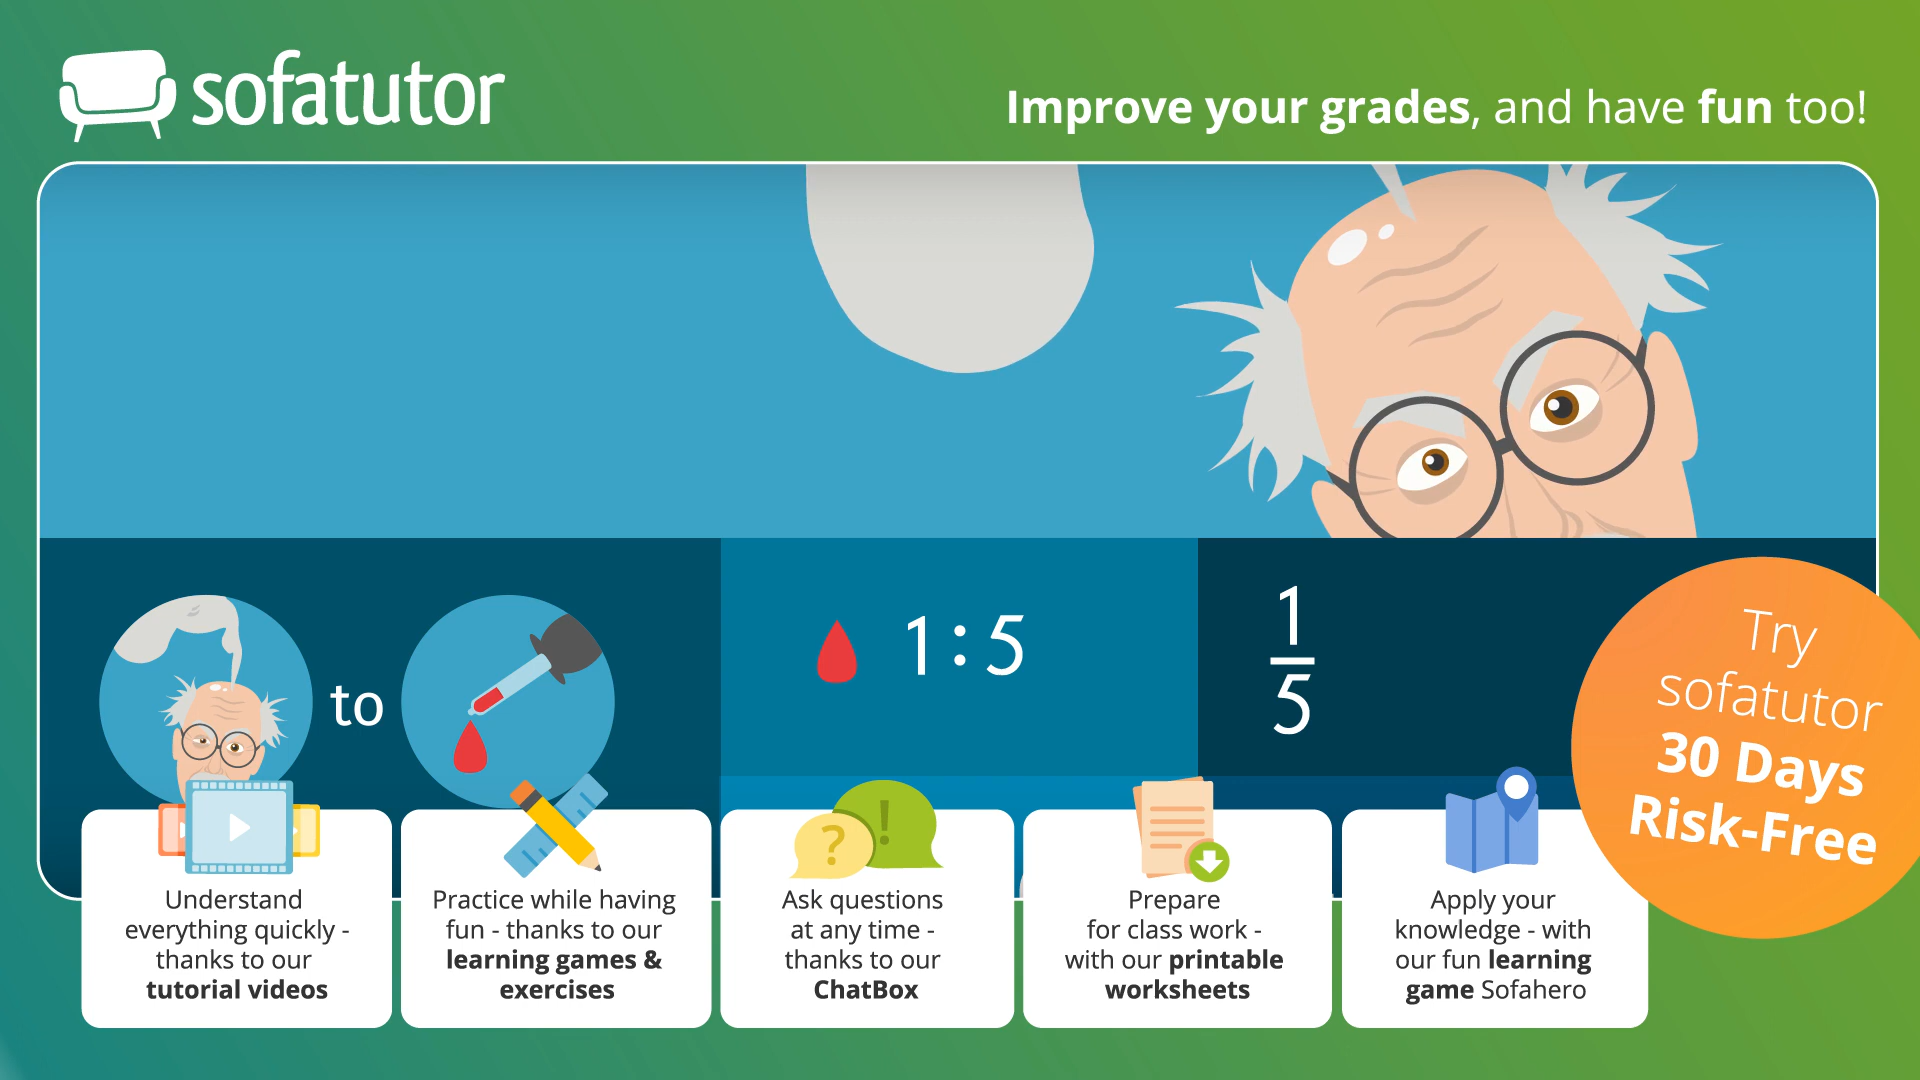 sofatutor
Improve your grades, and have fun too!
to
1:5
1
5
Try
sofatutor
30 Days
Risk-Free
?
!
Understand
everything quickly -
thanks to our
tutorial videos
Practice while having
fun - thanks to our
learning games &
exercises
Ask questions
at any time -
thanks to our
ChatBox
Prepare
for class work -
with our printable
worksheets
Apply your
knowledge - with
our fun learning
game Sofahero